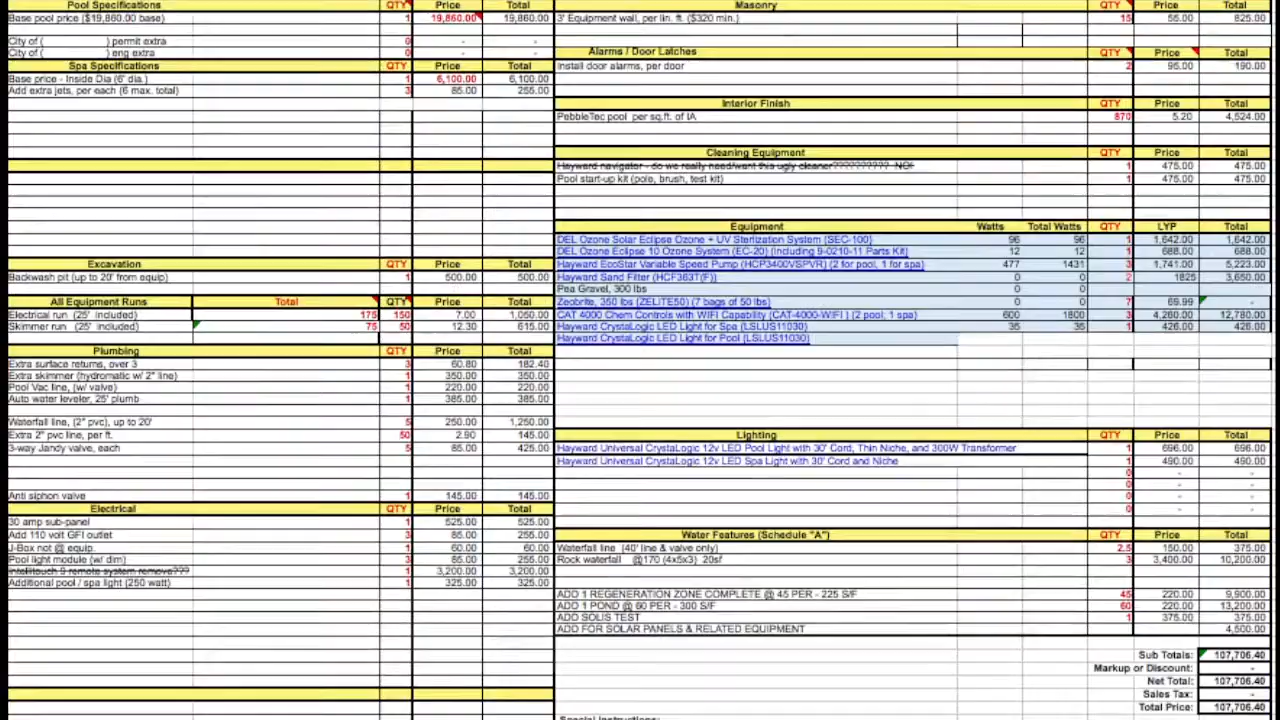 Pool Specifications QTY Price Total
Base pool price ($19,860.00 base) 1 19,860.00 19,860.00
City of ( ) permit extra 0 - -
City of ( ) eng extra 0 - -
Spa Specifications QTY Price Total
Base price - Inside Dia (6' dia.) 1 6,100.00 6,100.00
Add extra jets, per each (6 max. total) 3 85.00 255.00
Excavation QTY Price Total
Backwash pit (up to 20' from equip) 1 500.00 500.00
All Equipment Runs Total QTY Price Total
Electrical run (25' included) 175 150 7.00 1,050.00
Skimmer run (25' included) 75 50 12.30 615.00
Plumbing QTY Price Total
Extra surface returns, over 3 3 60.80 182.40
Extra skimmer (hydromatic w/ 2" line) 1 350.00 350.00
Pool Vac line, (w/ valve) 1 220.00 220.00
Auto water leveler, 25' plumb 1 385.00 385.00
Waterfall line, (2" pvc), up to 20' 5 250.00 1,250.00
Extra 2" pvc line, per ft. 50 2.90 145.00
3-way Jandy valve, each 5 85.00 425.00
Anti siphon valve 1 145.00 145.00
Electrical QTY Price Total
30 amp sub-panel 1 525.00 525.00
Add 110 volt GFI outlet 3 85.00 255.00
J-Box not @ equip. 1 60.00 60.00
Pool light module (w/ dim) 3 85.00 255.00
Intellitouch 9 remote system remove??? 1 3,200.00 3,200.00
Additional pool / spa light (250 watt) 1 325.00 325.00
Masonry QTY Price Total
3' Equipment wall, per lin. ft. ($320 min.) 15 55.00 825.00
Alarms / Door Latches QTY Price Total
Install door alarms, per door 2 95.00 190.00
Interior Finish QTY Price Total
PebbleTec pool per sq.ft. of IA 870 5.20 4,524.00
Cleaning Equipment QTY Price Total
Hayward navigator - do we really need/want this ugly cleaner?????????? NO! 1 475.00 475.00
Pool start-up kit (pole, brush, test kit) 1 475.00 475.00
Equipment Watts Total Watts QTY LYP Total
DEL Ozone Solar Eclipse Ozone + UV Sterization System (SEC-100) 96 96 1 1,642.00 1,642.00
DEL Ozone Eclipse 10 Ozone System (EC-20) (Including 9-0210-11 Parts Kit) 12 12 1 688.00 688.00
Hayward EcoStar Variable Speed Pump (HCP3400VSPVR) (2 for pool, 1 for spa) 477 1431 3 1,741.00 5,223.00
Hayward Sand Filter (HCF363T(F)) 0 0 2 1825 3,650.00
Pea Gravel, 300 lbs 0 0
Zeobrite, 350 lbs (ZELITE50) (7 bags of 50 lbs) 0 0 7 69.99 -
CAT 4000 Chem Controls with WIFI Capability (CAT-4000-WIFI ) (2 pool; 1 spa) 600 1800 3 4,260.00 12,780.00
Hayward CrystaLogic LED Light for Spa (LSLUS11030) 35 35 1 426.00 426.00
Hayward CrystaLogic LED Light for Pool (LSLUS11030)
Lighting QTY Price Total
Hayward Universal CrystaLogic 12v LED Pool Light with 30' Cord, Thin Niche, and 300W Transformer 1 696.00 696.00
Hayward Universal CrystaLogic 12v LED Spa Light with 30' Cord and Niche 1 490.00 490.00
0 - -
0 - -
0 - -
0 - -
Water Features (Schedule "A") QTY Price Total
Waterfall line (40' line & valve only) 2.5 150.00 375.00
Rock waterfall @170 (4x5x3) 20sf 3 3,400.00 10,200.00
ADD 1 REGENERATION ZONE COMPLETE @ 45 PER - 225 S/F 45 220.00 9,900.00
ADD 1 POND @ 60 PER - 300 S/F 60 220.00 13,200.00
ADD SOLIS TEST 1 375.00 375.00
ADD FOR SOLAR PANELS & RELATED EQUIPMENT 4,500.00
Sub Totals: 107,706.40
Markup or Discount: -
Net Total: 107,706.40
Sales Tax: -
Total Price: 107,706.40
Special Instructions: